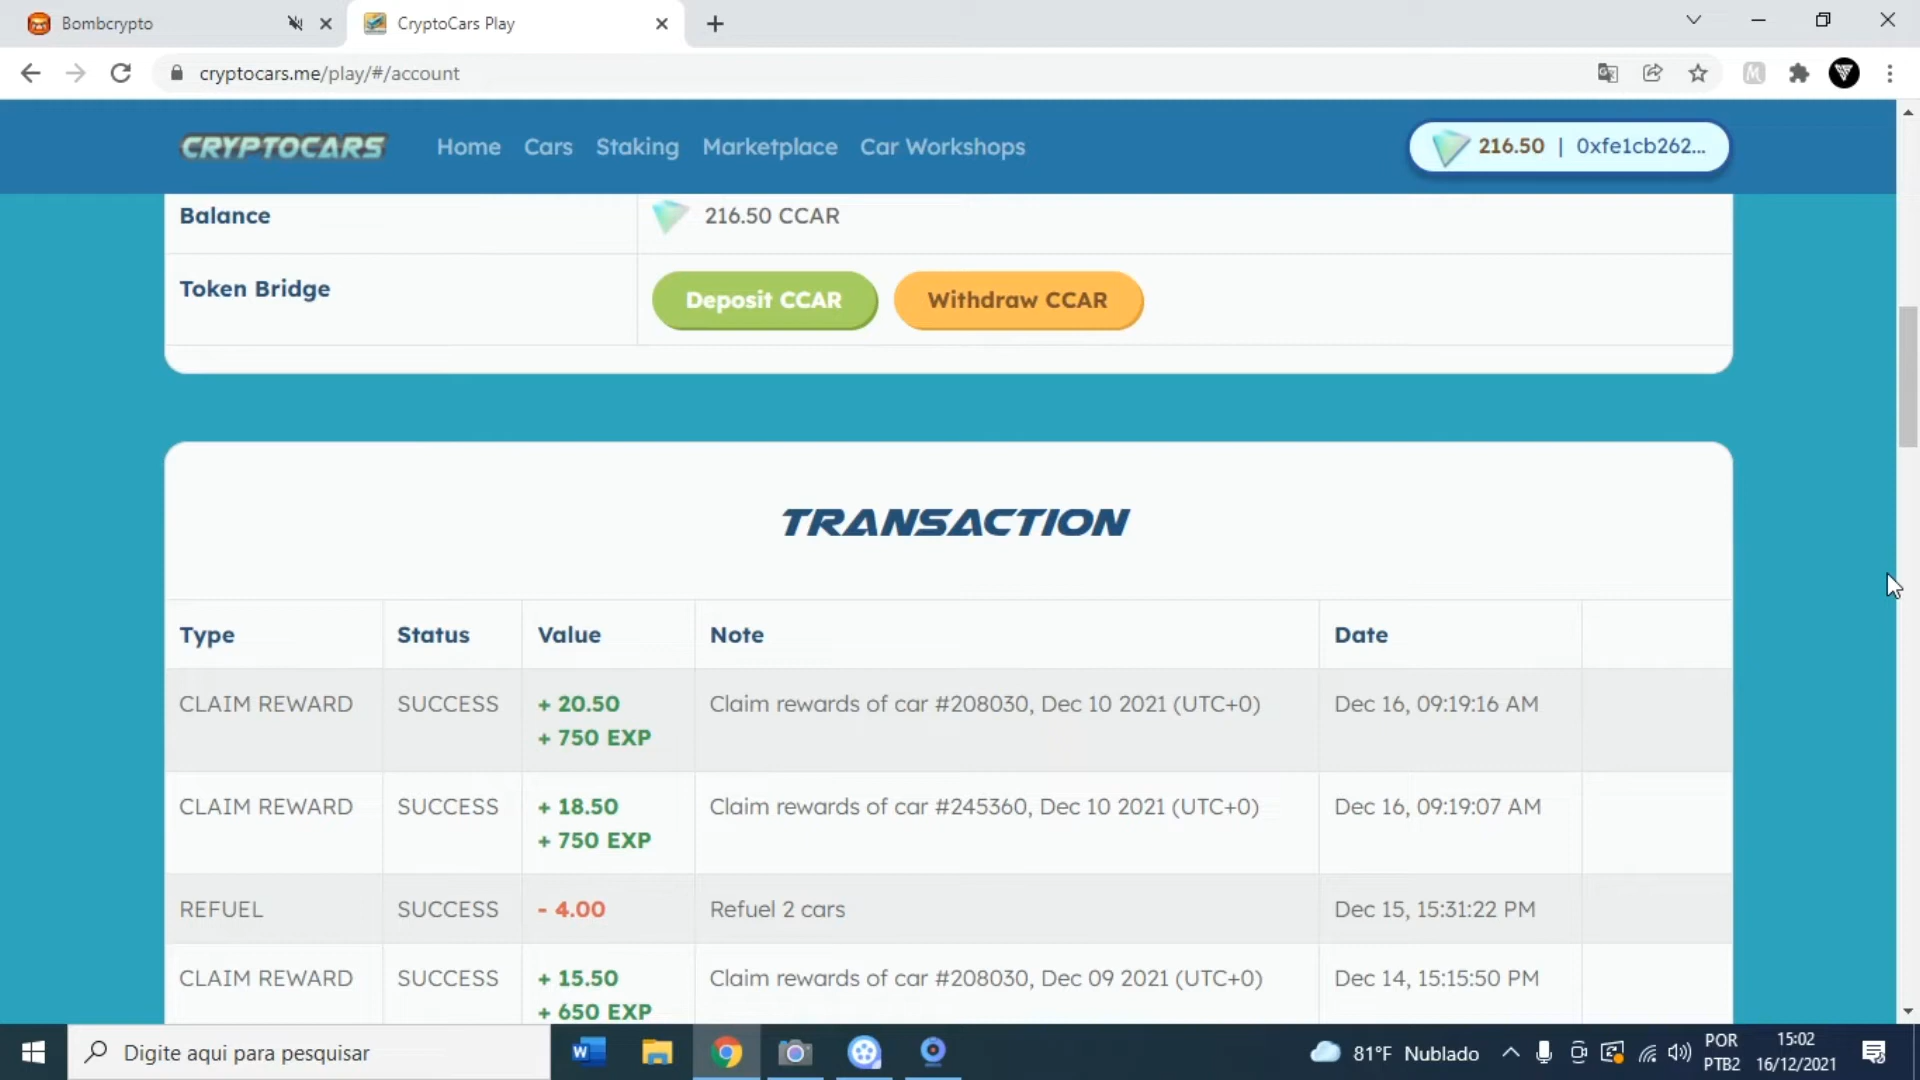 Bombcrypto
CryptoCars Play
cryptocars.me/play/#/account
CRYPTOCARS Home Cars Staking Marketplace Car Workshops 216.50 | 0xfe1cb262...
Balance 216.50 CCAR
Token Bridge Deposit CCAR Withdraw CCAR
TRANSACTION
Type Status Value Note Date
CLAIM REWARD SUCCESS + 20.50 Claim rewards of car #208030, Dec 10 2021 (UTC+0) Dec 16, 09:19:16 AM
+ 750 EXP
CLAIM REWARD SUCCESS + 18.50 Claim rewards of car #245360, Dec 10 2021 (UTC+0) Dec 16, 09:19:07 AM
+ 750 EXP
REFUEL SUCCESS - 4.00 Refuel 2 cars Dec 15, 15:31:22 PM
CLAIM REWARD SUCCESS + 15.50 Claim rewards of car #208030, Dec 09 2021 (UTC+0) Dec 14, 15:15:50 PM
+ 650 EXP
Digite aqui para pesquisar
81°F Nublado
POR
PTB2
15:02
16/12/2021